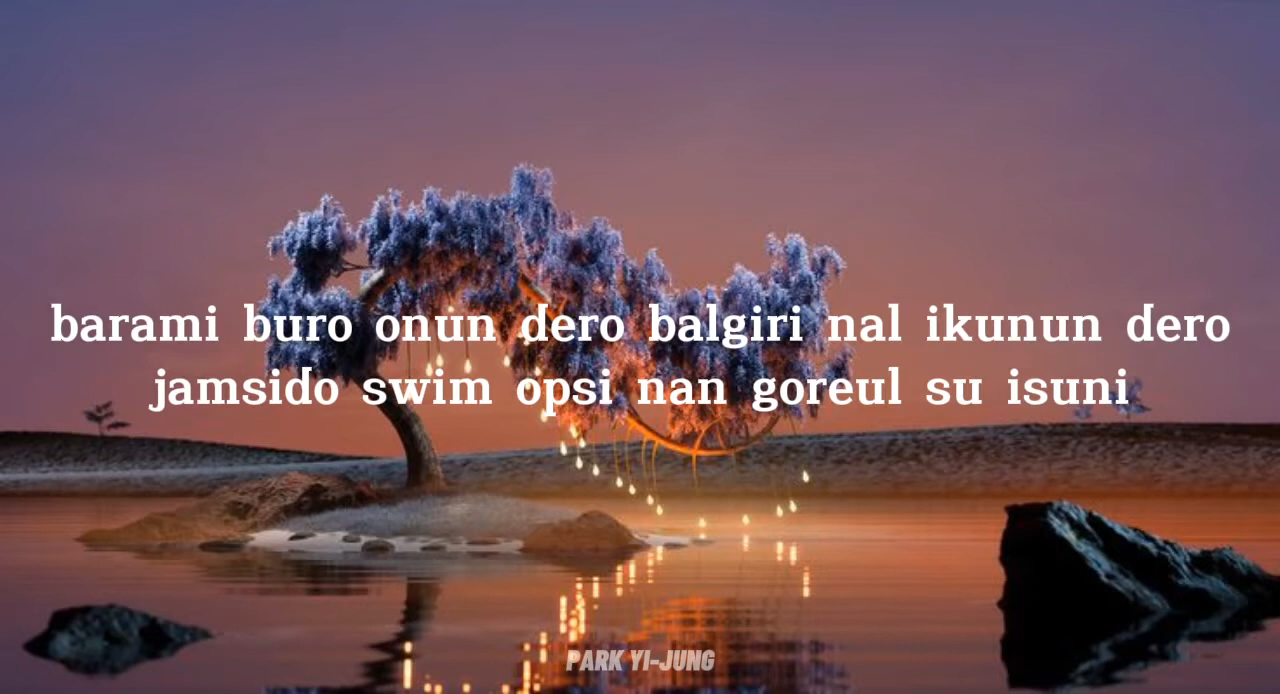 barami buro onun dero balgiri nal ikunun dero
jamsido swim opsi nan goreul su isuni
PARK YI-JUNG